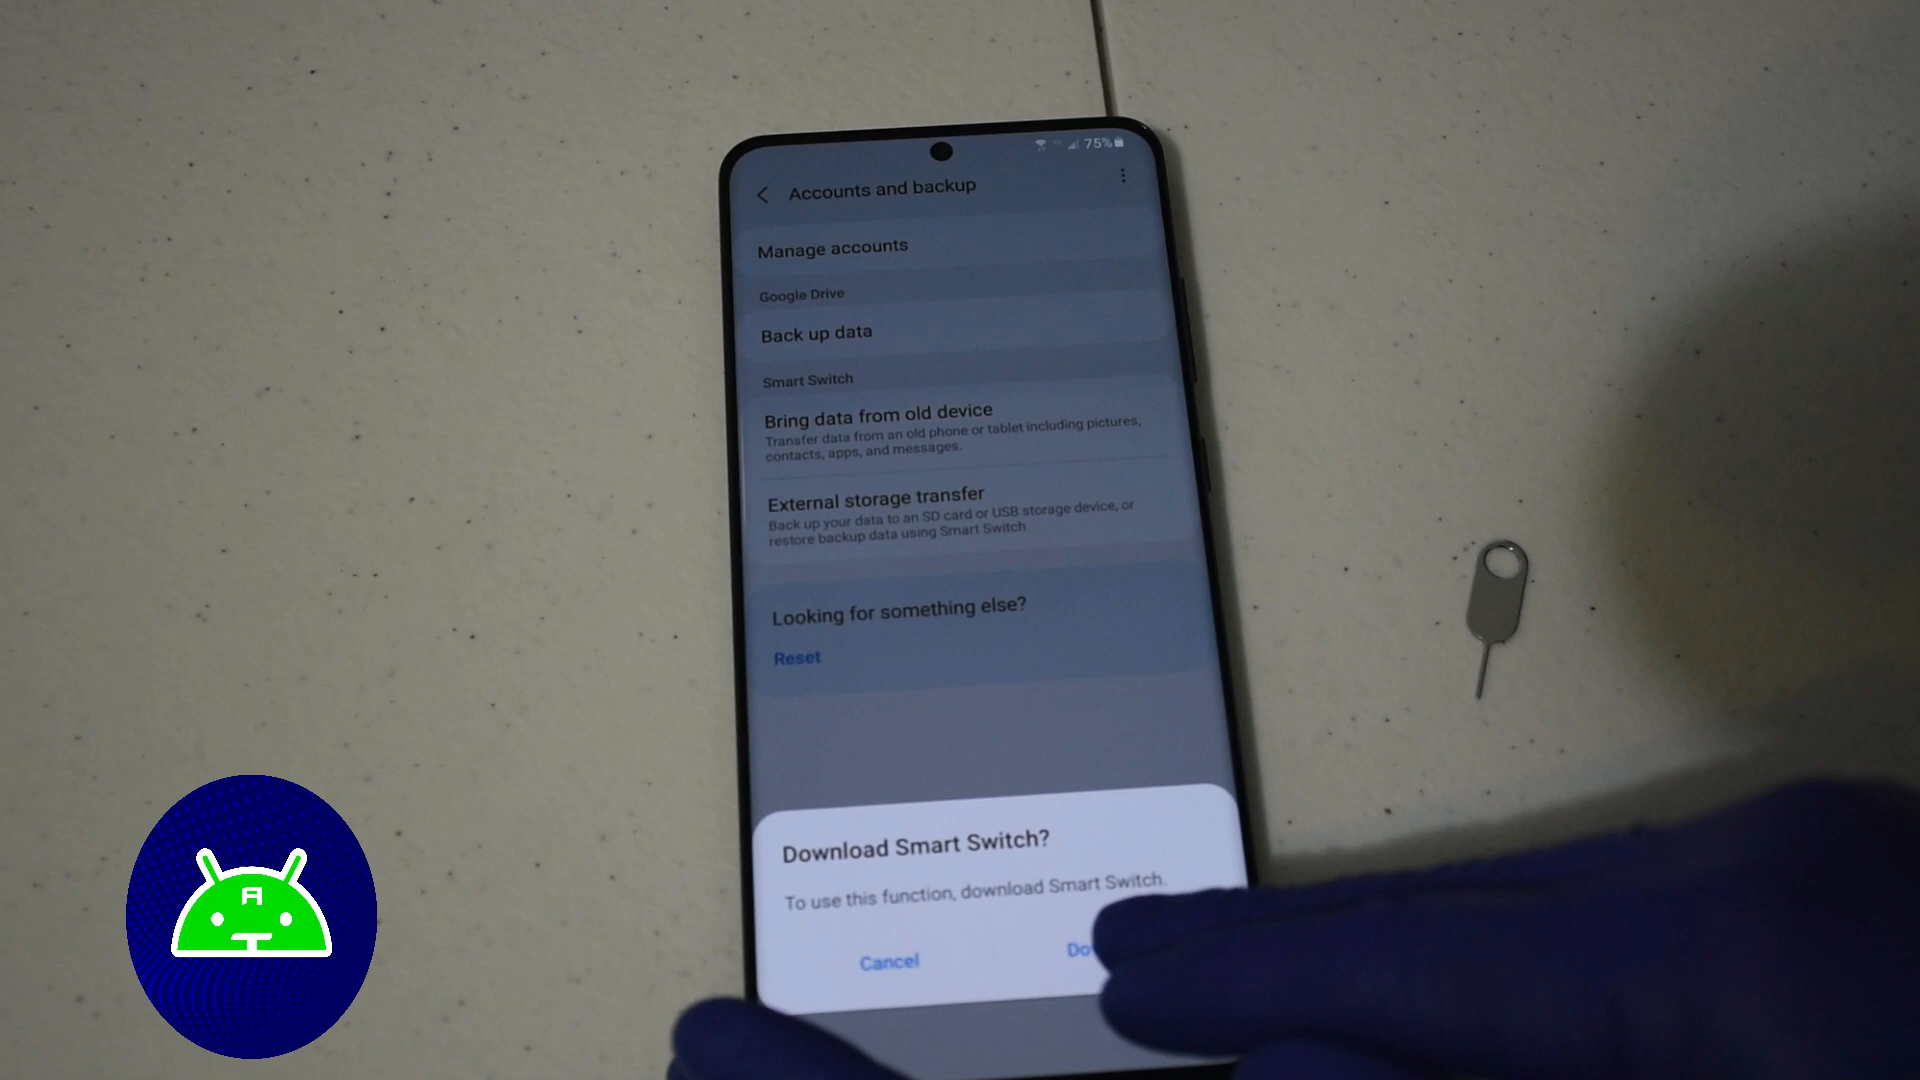 75%
Accounts and backup
Manage accounts
Google Drive
Back up data
Smart Switch
Bring data from old device
Transfer data from an old phone or tablet including pictures,
contacts, apps, and messages.
External storage transfer
Back up your data to an SD card or USB storage device, or
restore backup data using Smart Switch.
Looking for something else?
Reset
Download Smart Switch?
To use this function, download Smart Switch.
Cancel
A